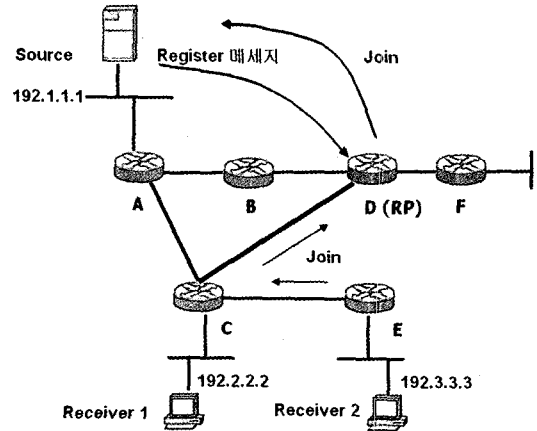 Source
Register 메세지
Join
192.1.1.1
A
B
D (RP)
F
Join
C
E
192.2.2.2
192.3.3.3
Receiver 1
Receiver 2